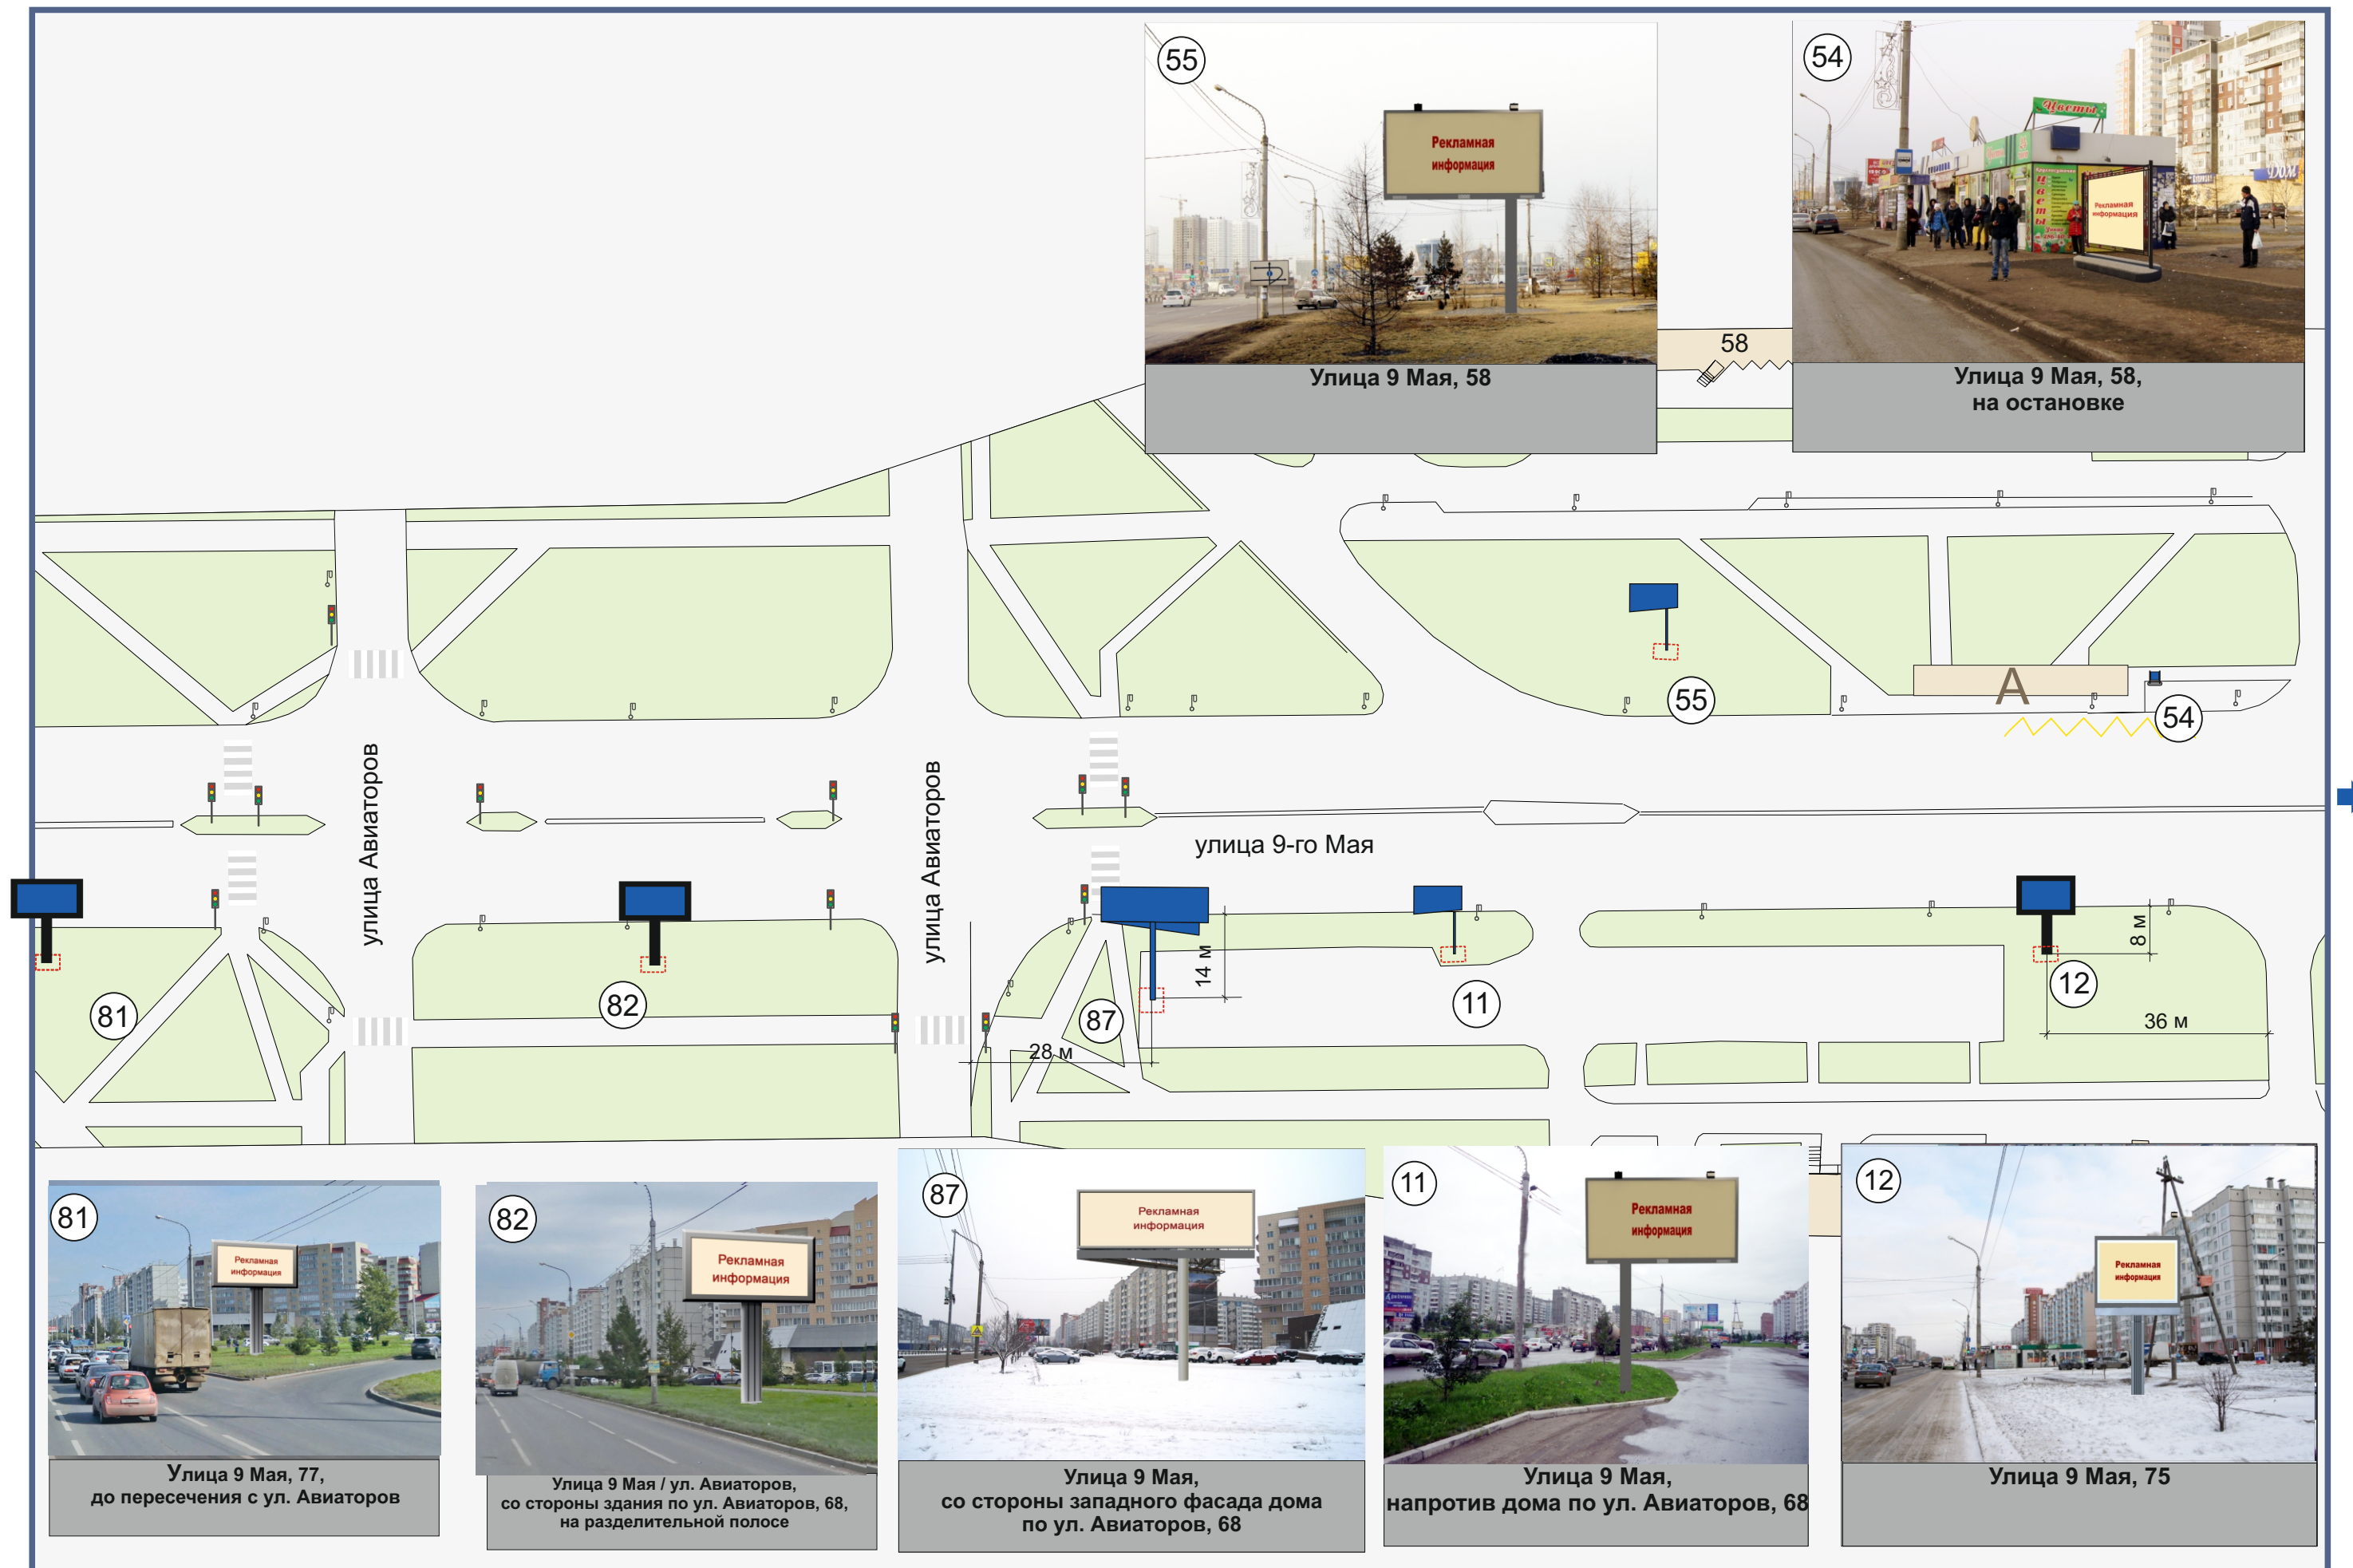 55
Рекламная
информация
Улица 9 Мая, 58
58
54
Цветы
ДОМ
Рекламная
информация
Улица 9 Мая, 58,
на остановке
55
А
54
улица Авиаторов
улица Авиаторов
улица 9-го Мая
81
82
87
14 м
28 м
11
12
8 м
36 м
81
Рекламная
информация
Улица 9 Мая, 77,
до пересечения с ул. Авиаторов
82
Рекламная
информация
Улица 9 Мая / ул. Авиаторов,
со стороны здания по ул. Авиаторов, 68,
на разделительной полосе
87
Рекламная
информация
Улица 9 Мая,
со стороны западного фасада дома
по ул. Авиаторов, 68
11
Рекламная
информация
Улица 9 Мая,
напротив дома по ул. Авиаторов, 68
12
Рекламная
информация
Улица 9 Мая, 75